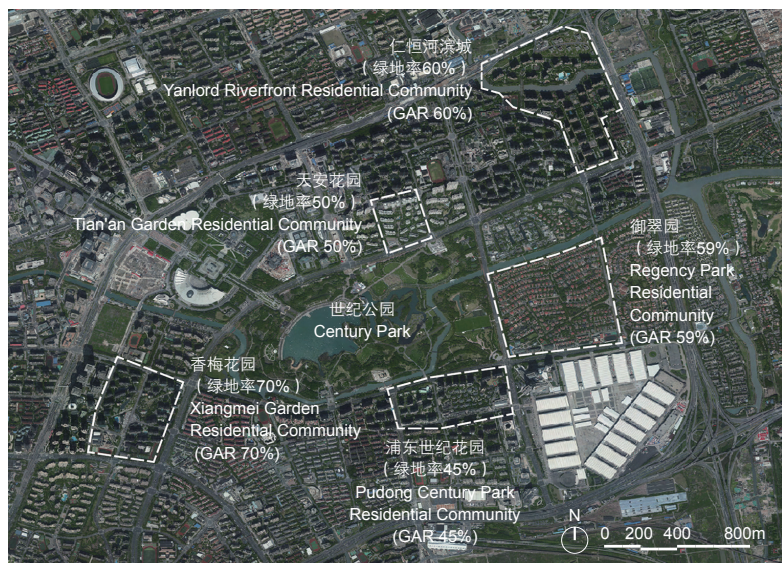 仁恒河滨城
（绿地率60%）
Yanlord Riverfront Residential Community
(GAR 60%)
天安花园
（绿地率50%）
Tian'an Garden Residential Community
(GAR 50%)
御翠园
（绿地率59%）
Regency Park
Residential
Community
(GAR 59%)
世纪公园
Century Park
香梅花园
（绿地率70%）
Xiangmei Garden
Residential Community
(GAR 70%)
浦东世纪花园
（绿地率45%）
Pudong Century Park
Residential Community
(GAR 45%)
N
0 200 400 800m